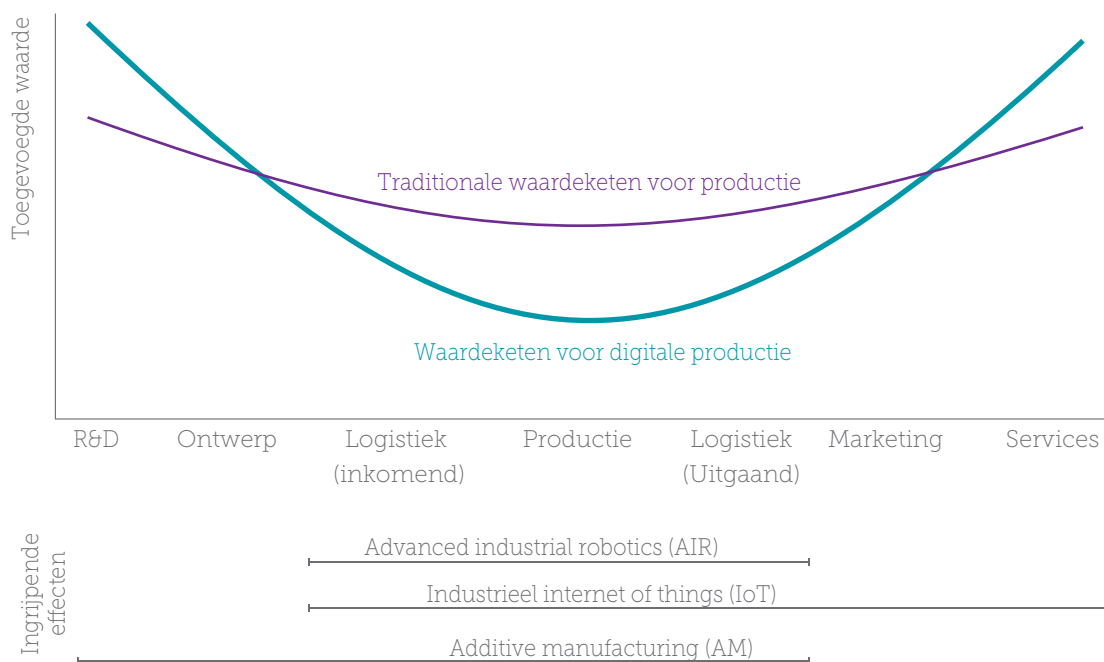 Toegevoegde waarde
Traditionale waardeketen voor productie
Waardeketen voor digitale productie
R&D
Ontwerp
Logistiek
(inkomend)
Productie
Logistiek
(Uitgaand)
Marketing
Services
Ingrijpende
effecten
Advanced industrial robotics (AIR)
Industrieel internet of things (IoT)
Additive manufacturing (AM)